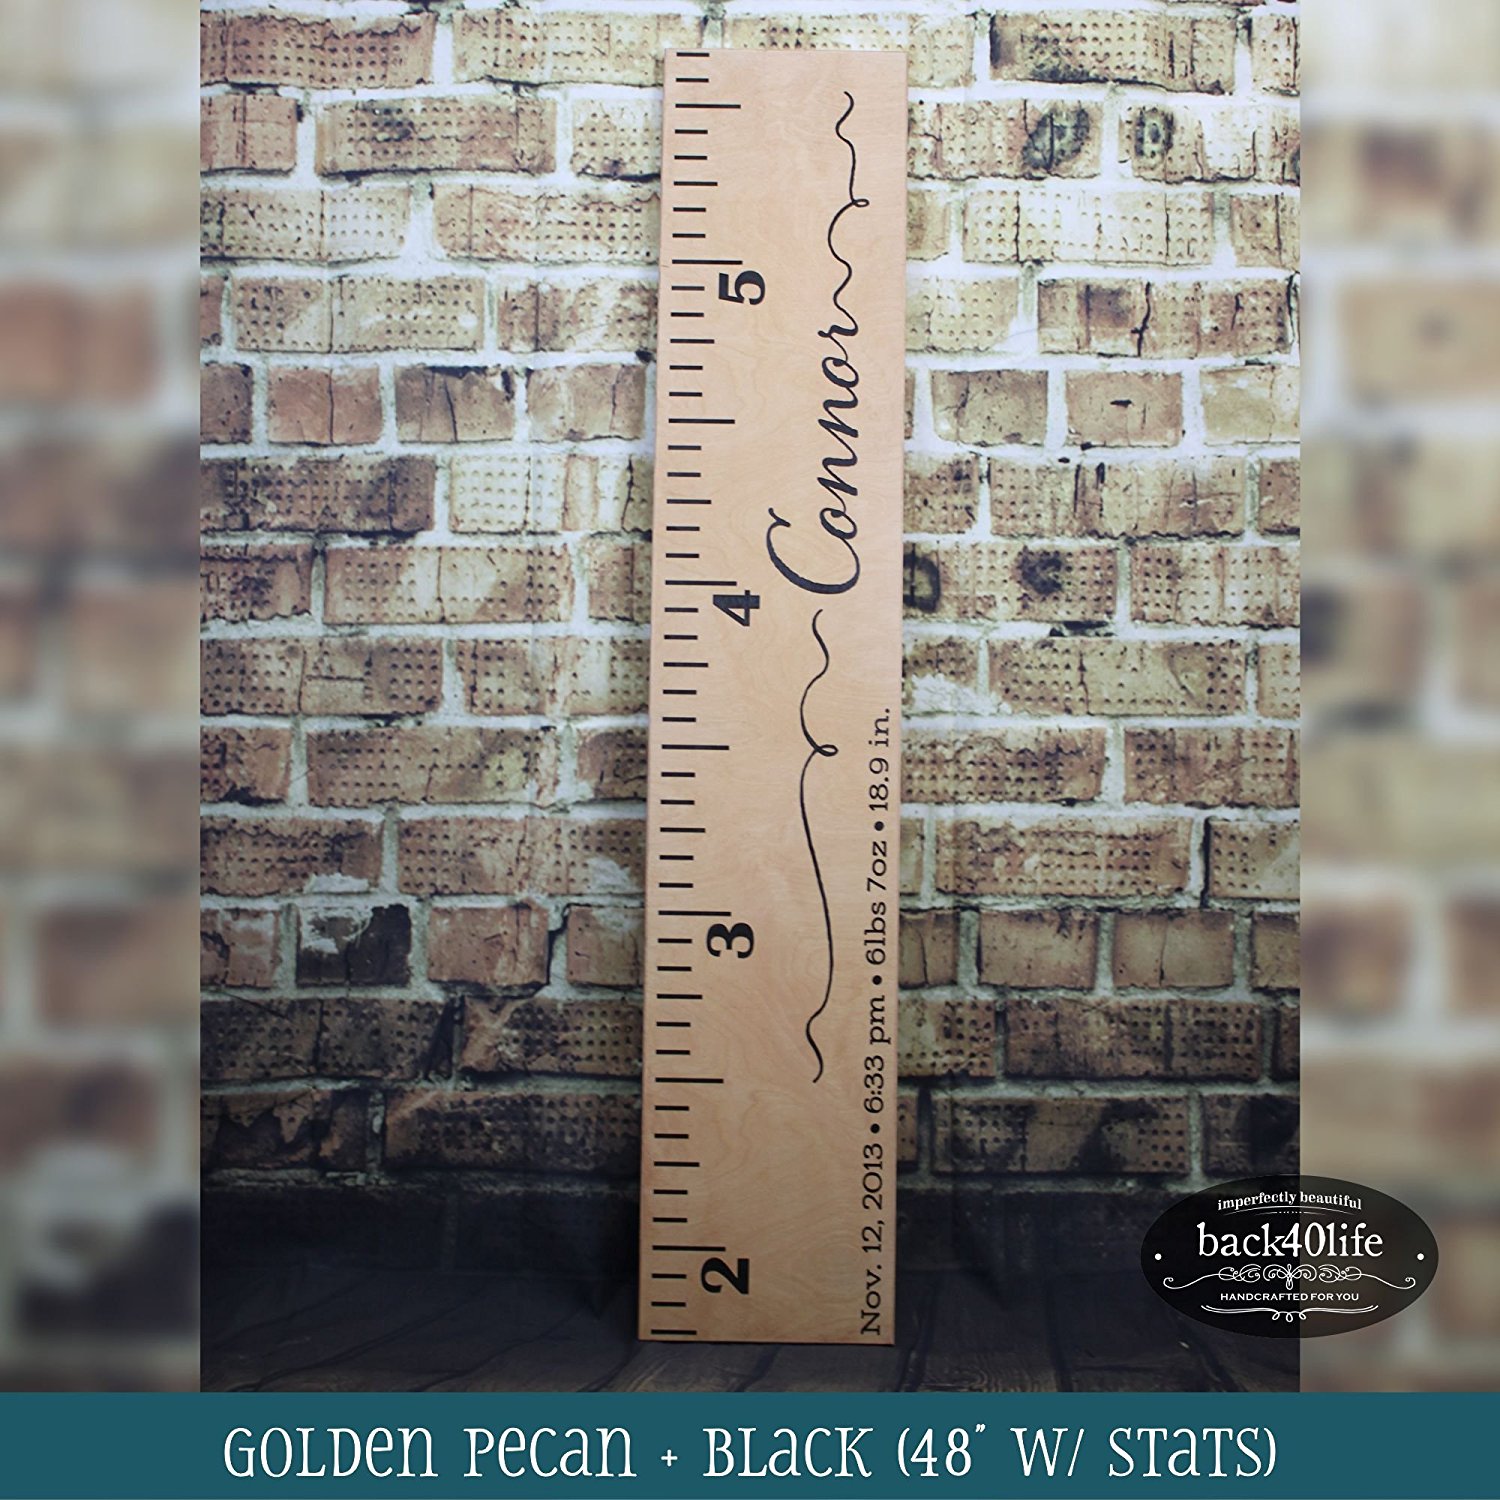 5
4
3
2
Connor
Nov. 12, 2013 • 6:33 pm • 6lbs 7oz • 18.9 in.
imperfectly beautiful
• back40life •
HANDCRAFTED FOR YOU
GOLDEN PECAN + BLACK (48" W/ STATS)